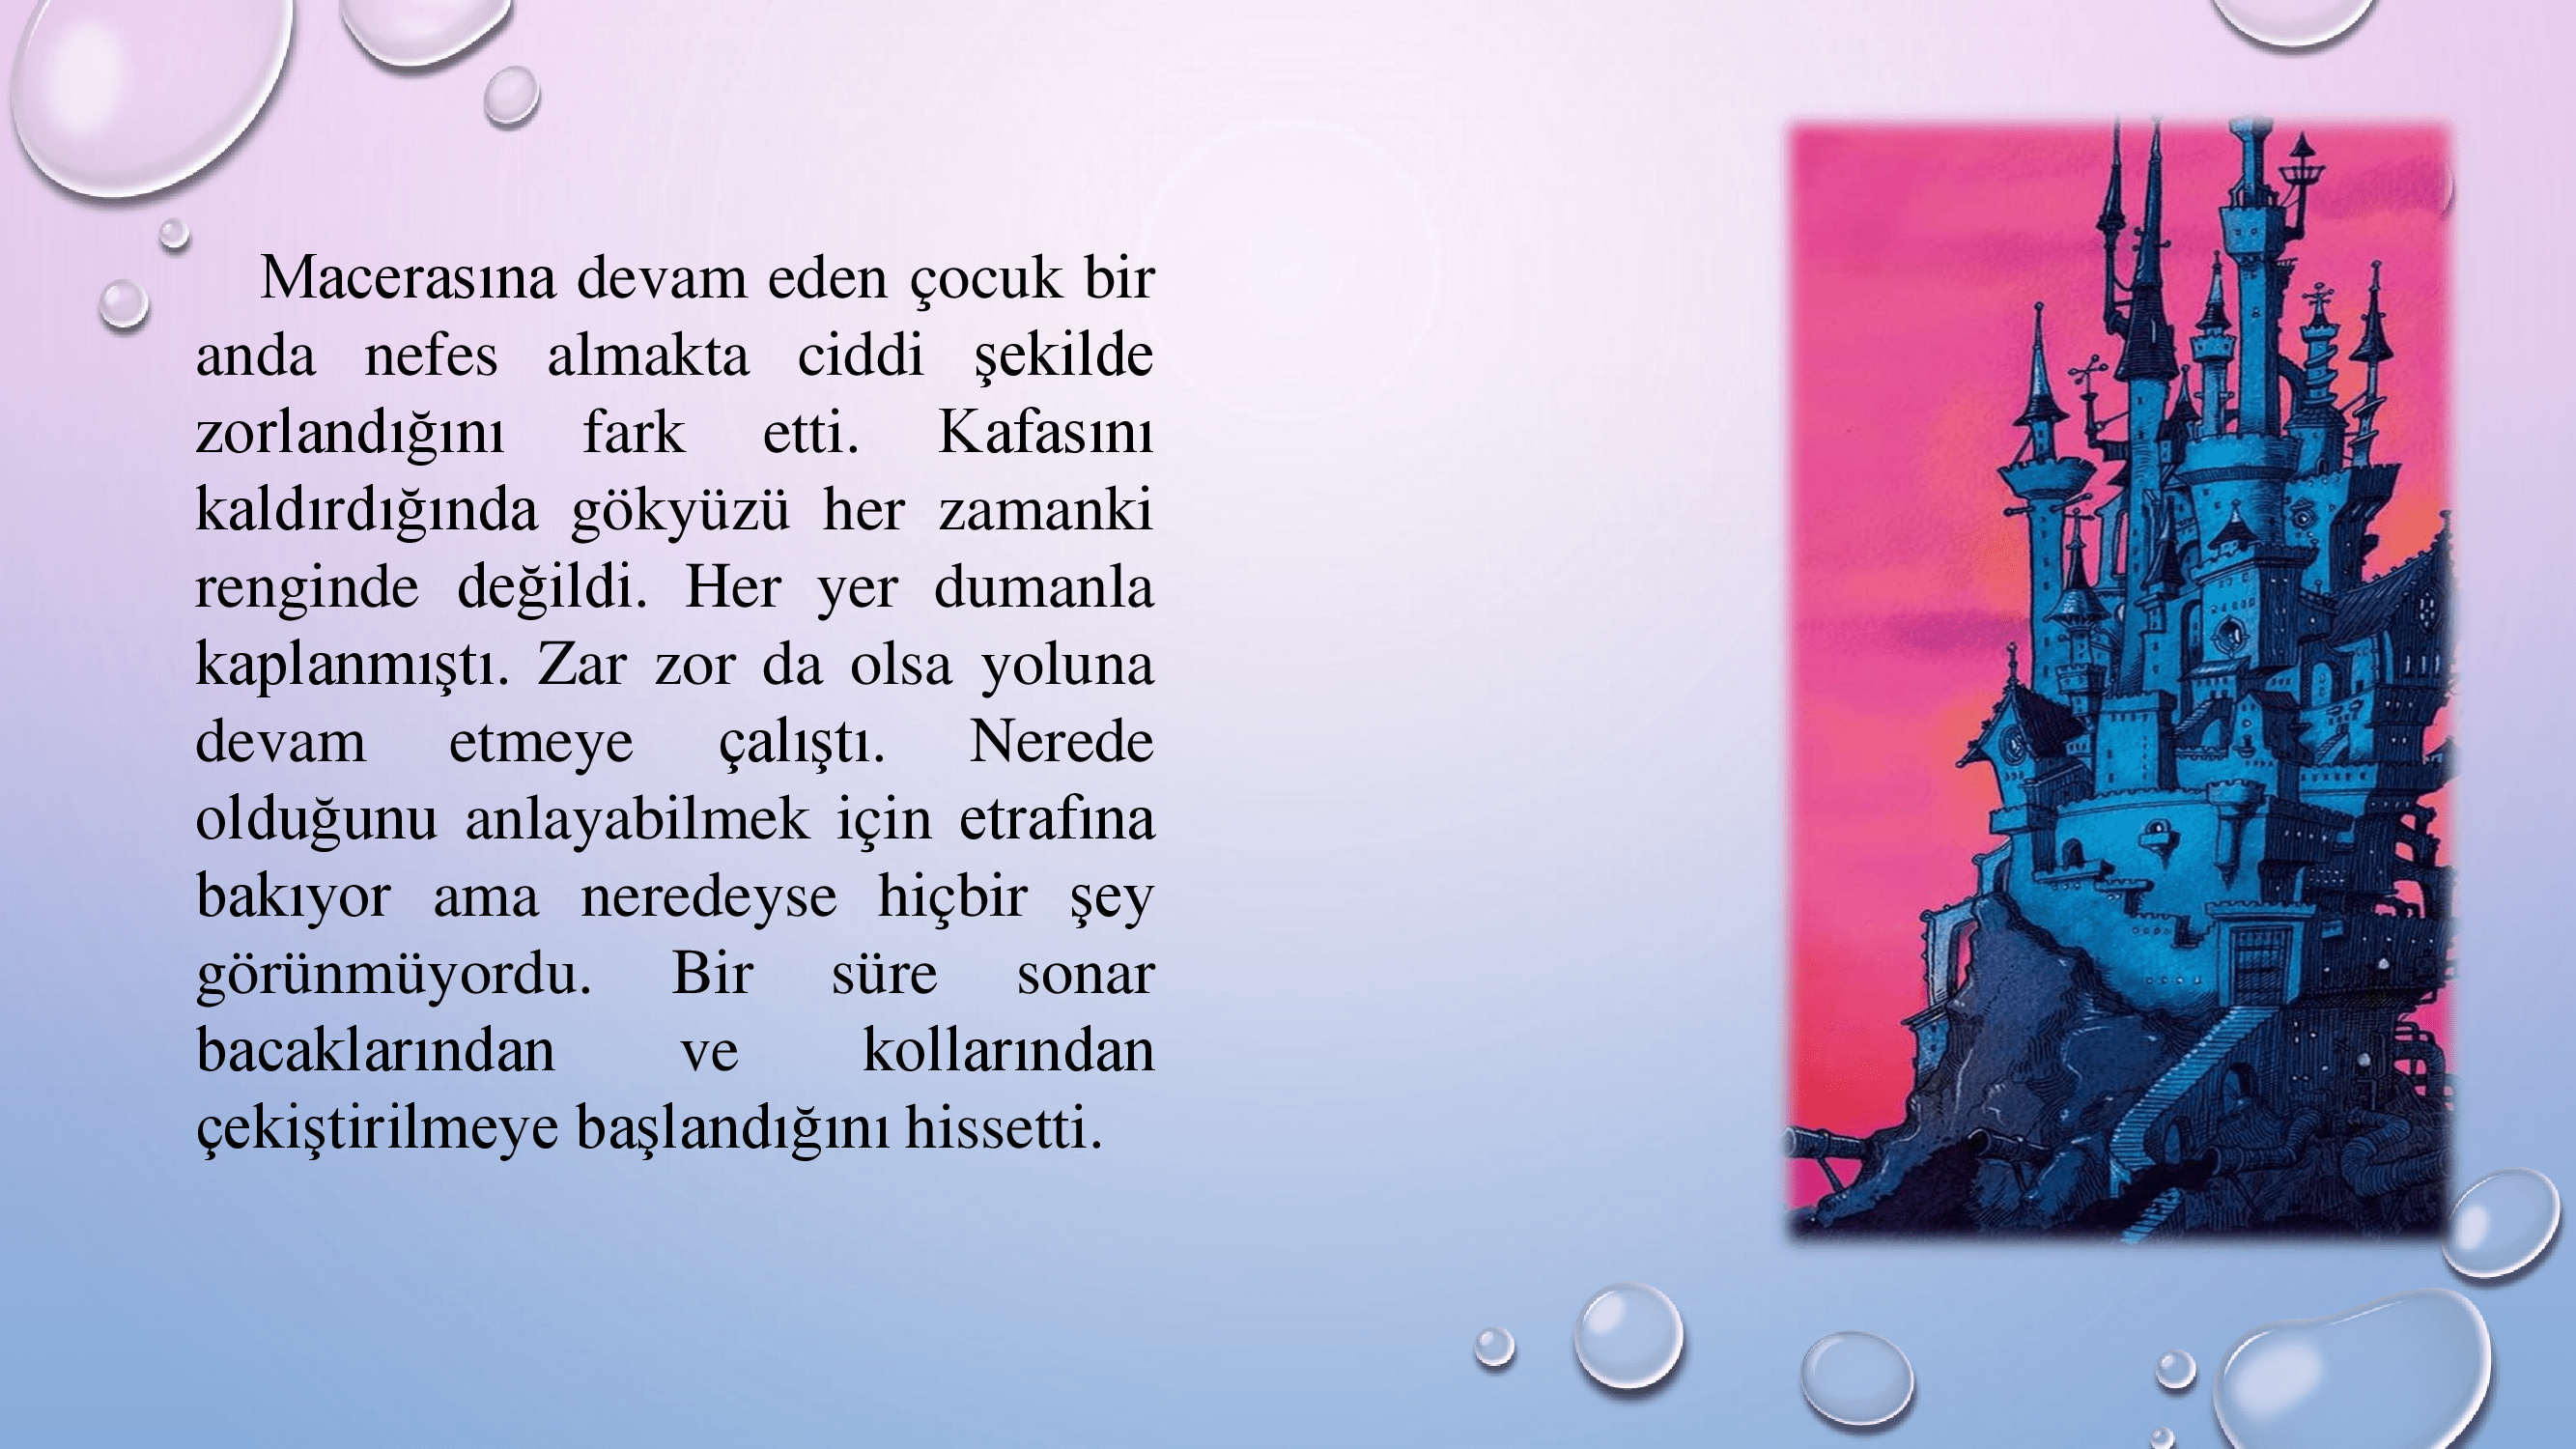 Macerasına devam eden çocuk bir
anda nefes almakta ciddi şekilde
zorlandığını fark etti. Kafasını
kaldırdığında gökyüzü her zamanki
renginde değildi. Her yer dumanla
kaplanmıştı. Zar zor da olsa yoluna
devam etmeye çalıştı. Nerede
olduğunu anlayabilmek için etrafına
bakıyor ama neredeyse hiçbir şey
görünmüyordu. Bir süre sonar
bacaklarından ve kollarından
çekiştirilmeye başlandığını hissetti.